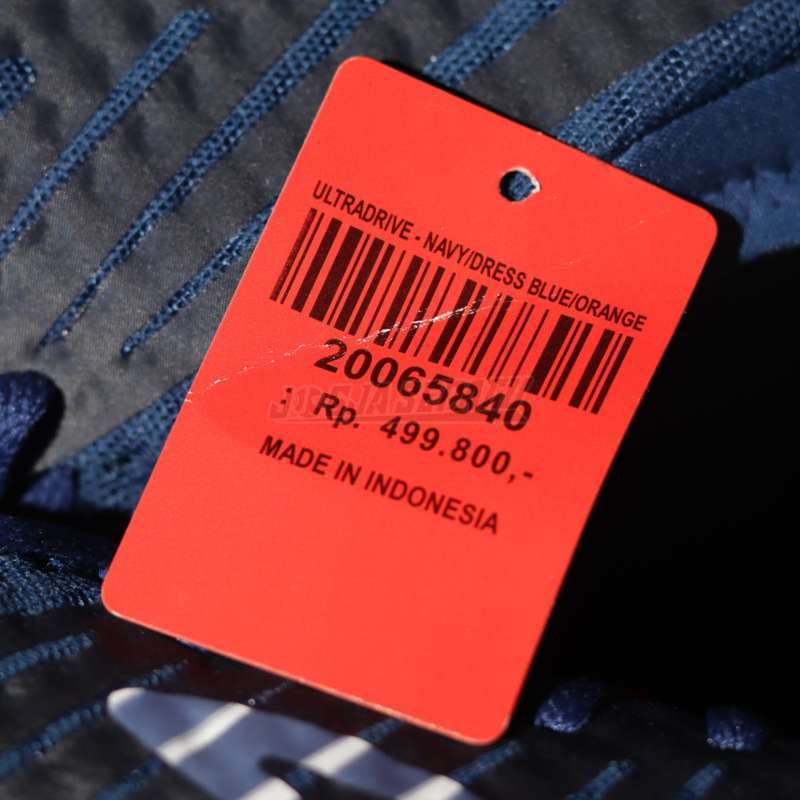 ULTRADRIVE - NAVY/DRESS BLUE/ORANGE
20065840
: Rp. 499.800,-
MADE IN INDONESIA